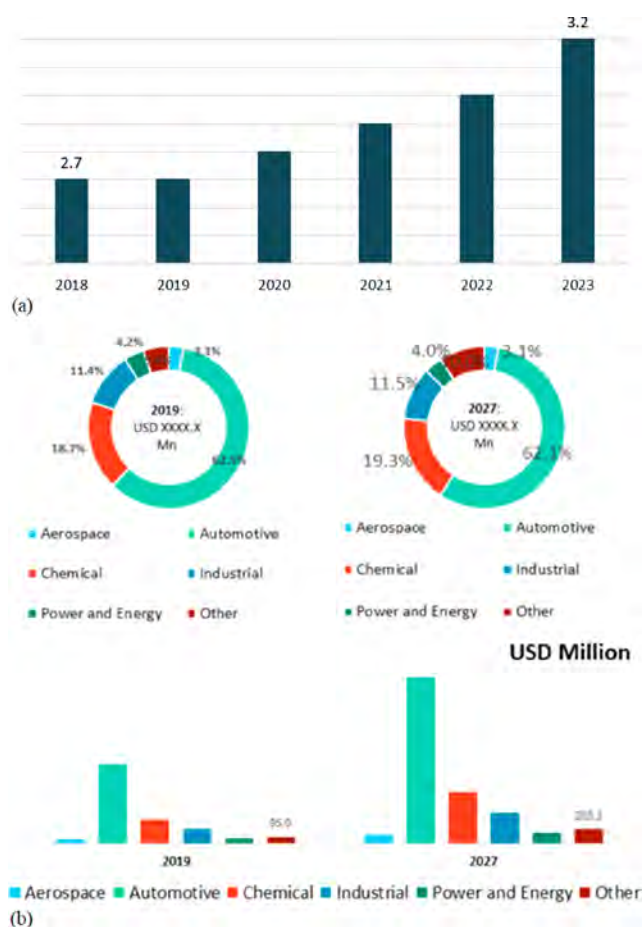 3.2
2.7
2018 2019 2020 2021 2022 2023
(a)
4.2%
11.4%
18.7%
2019:
USD XXXX.X
Mn
4.0% 3.1%
11.5%
19.3%
62.1%
2027:
USD XXXX.X
Mn
Aerospace Automotive
Chemical Industrial
Power and Energy Other
Aerospace Automotive
Chemical Industrial
Power and Energy Other
USD Million
95.0
2019 2027
Aerospace Automotive Chemical Industrial Power and Energy Other
(b)